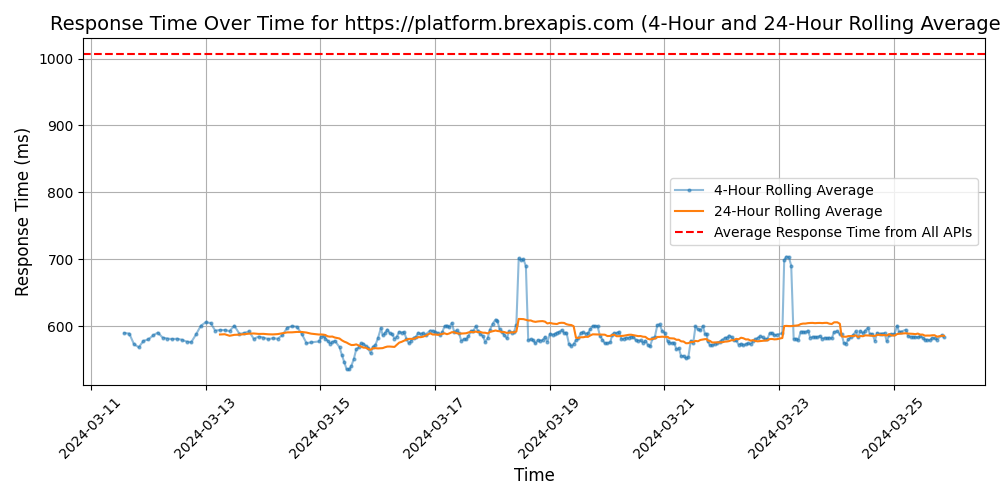 Response Time Over Time for https://platform.brexapis.com (4-Hour and 24-Hour Rolling Average
Response Time (ms)
1000
900
800
700
600
4-Hour Rolling Average
24-Hour Rolling Average
Average Response Time from All APIs
2024-03-11
2024-03-13
2024-03-15
2024-03-17
2024-03-19
2024-03-21
2024-03-23
2024-03-25
Time